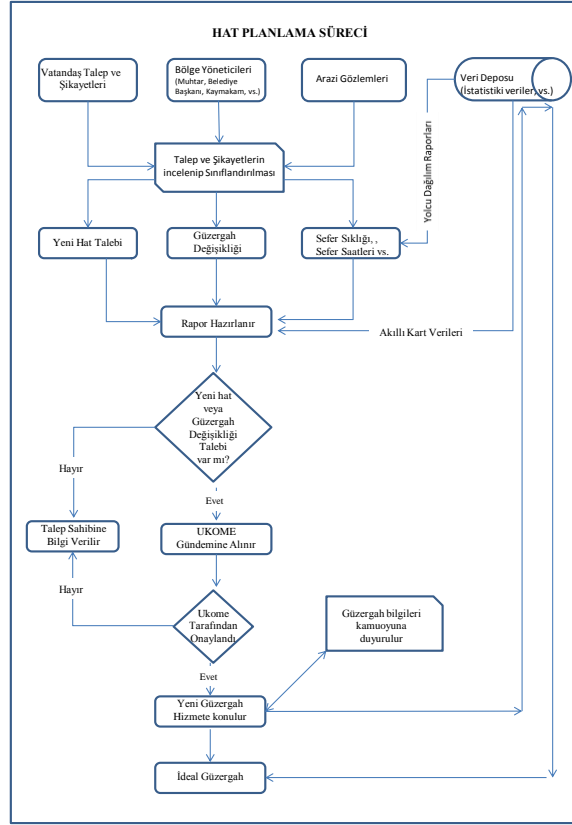 HAT PLANLAMA SÜRECİ
Vatandaş Talep ve
Şikayetleri
Bölge Yöneticileri
(Muhtar, Belediye
Başkanı, Kaymakam, vs.)
Arazi Gözlemleri
Veri Deposu
(İstatistiki veriler, vs.)
Yolcu Dağılım Raporları
Talep ve Şikayetlerin
incelenip Sınıflandırılması
Yeni Hat Talebi
Güzergah
Değişikliği
Sefer Sıklığı, ,
Sefer Saatleri vs.
Rapor Hazırlanır
Akıllı Kart Verileri
Yeni hat
veya
Güzergah
Değişikliği
Talebi
var mı?
Hayır
Evet
Talep Sahibine
Bilgi Verilir
UKOME
Gündemine Alınır
Hayır
Ukome
Tarafından
Onaylandı
Güzergah bilgileri
kamuoyuna
duyurulur
Evet
Yeni Güzergah
Hizmete konulur
İdeal Güzergah